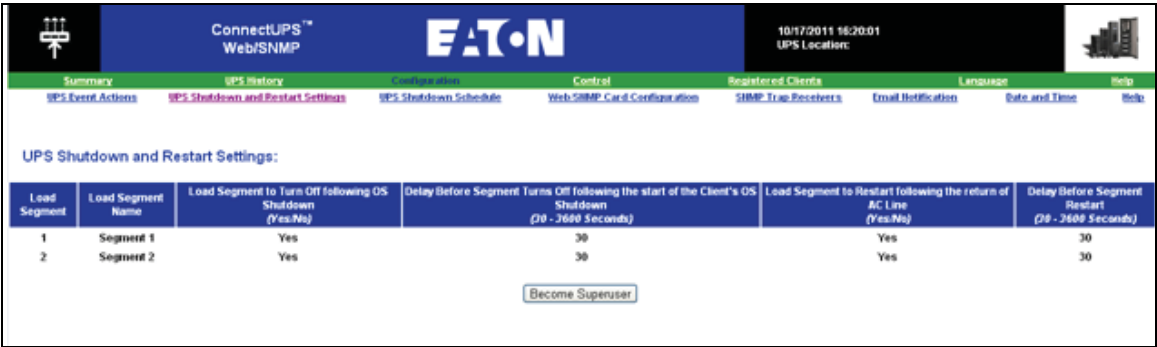 ConnectUPS™
Web/SNMP
EATON
10/17/2011 16:20:01
UPS Location:
Summary UPS History Configuration Control Registered Clients Language Help
UPS Event Actions UPS Shutdown and Restart Settings UPS Shutdown Schedule Web/SNMP Card Configuration SNMP Trap Receivers Email Notification Date and Time Help
UPS Shutdown and Restart Settings:
Load Segment Load Segment Name Load Segment to Turn Off following OS Shutdown (Yes/No) Delay Before Segment Turns Off following the start of the Client's OS Shutdown (30 - 3600 Seconds) Load Segment to Restart following the return of AC Line (Yes/No) Delay Before Segment Restart (30 - 3600 Seconds)
1 Segment 1 Yes 30 Yes 30
2 Segment 2 Yes 30 Yes 30
Become Superuser